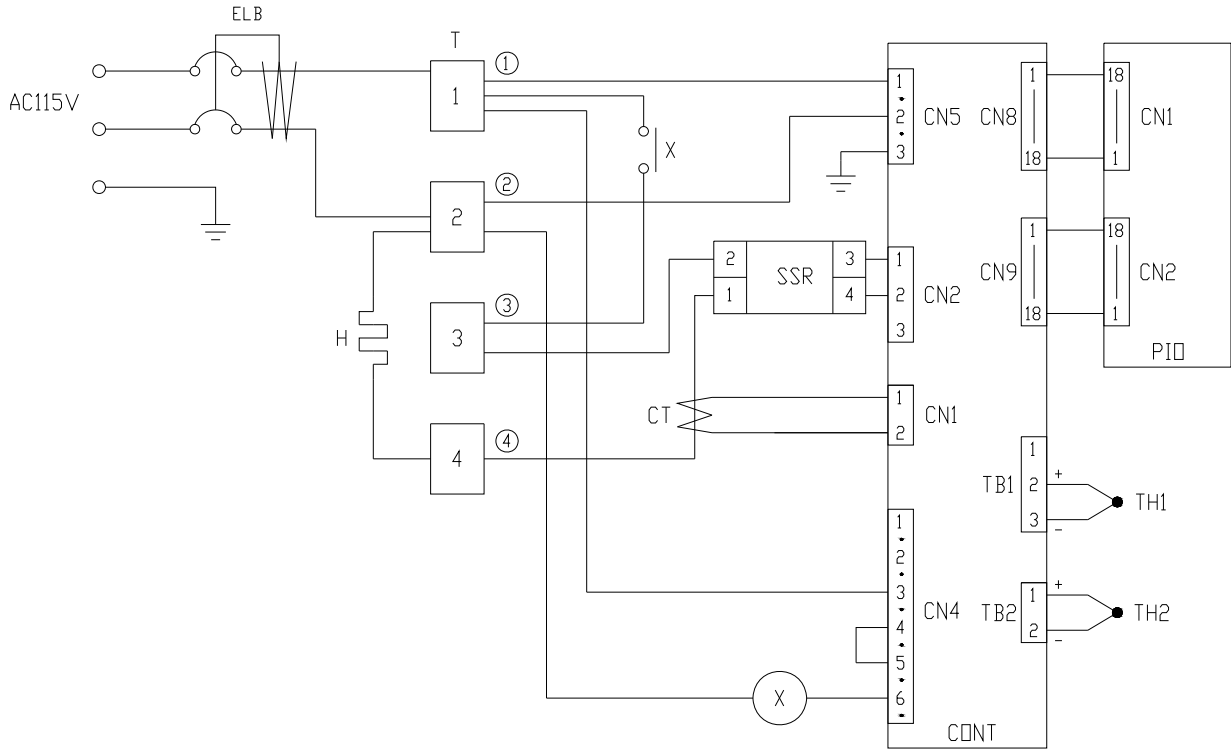 ELB
T
AC115V
1
①
2
②
3
③
4
④
H
X
SSR
2
1
3
4
CT
1
2
3
CN5
1
2
3
CN2
1
2
CN1
1
2
3
4
5
6
CN4
X
CONT
CN8
1
18
CN9
1
18
TB1
1
2
3
TB2
1
2
18
1
CN1
18
1
CN2
PIO
+
-
TH1
+
-
TH2